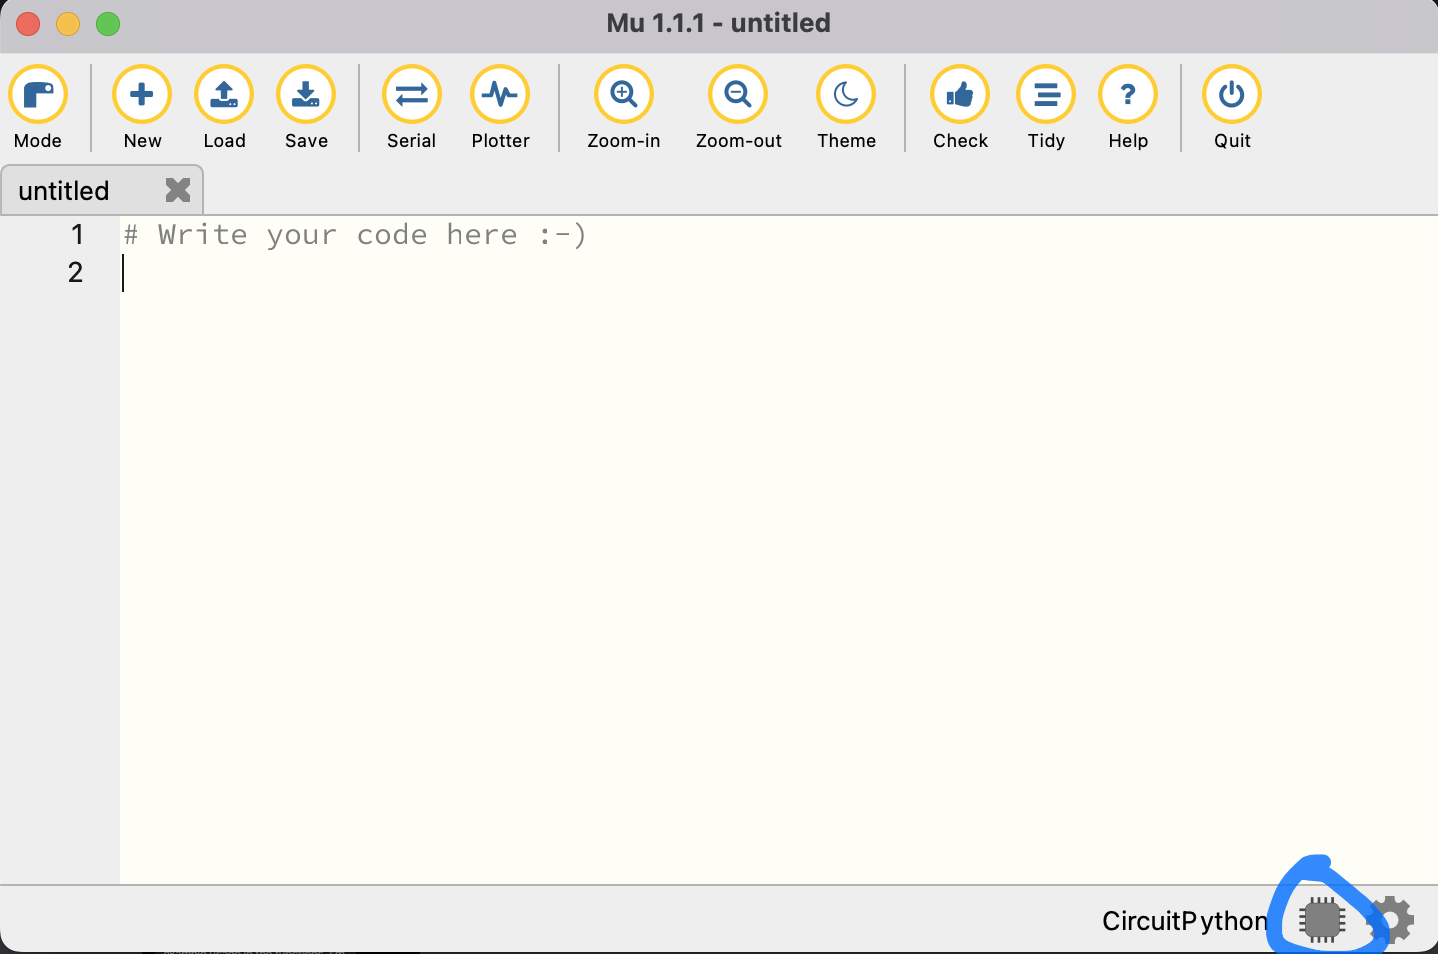 Mu 1.1.1 - untitled
Mode New Load Save Serial Plotter Zoom-in Zoom-out Theme Check Tidy Help Quit
untitled
1 # Write your code here :-)
2
CircuitPython